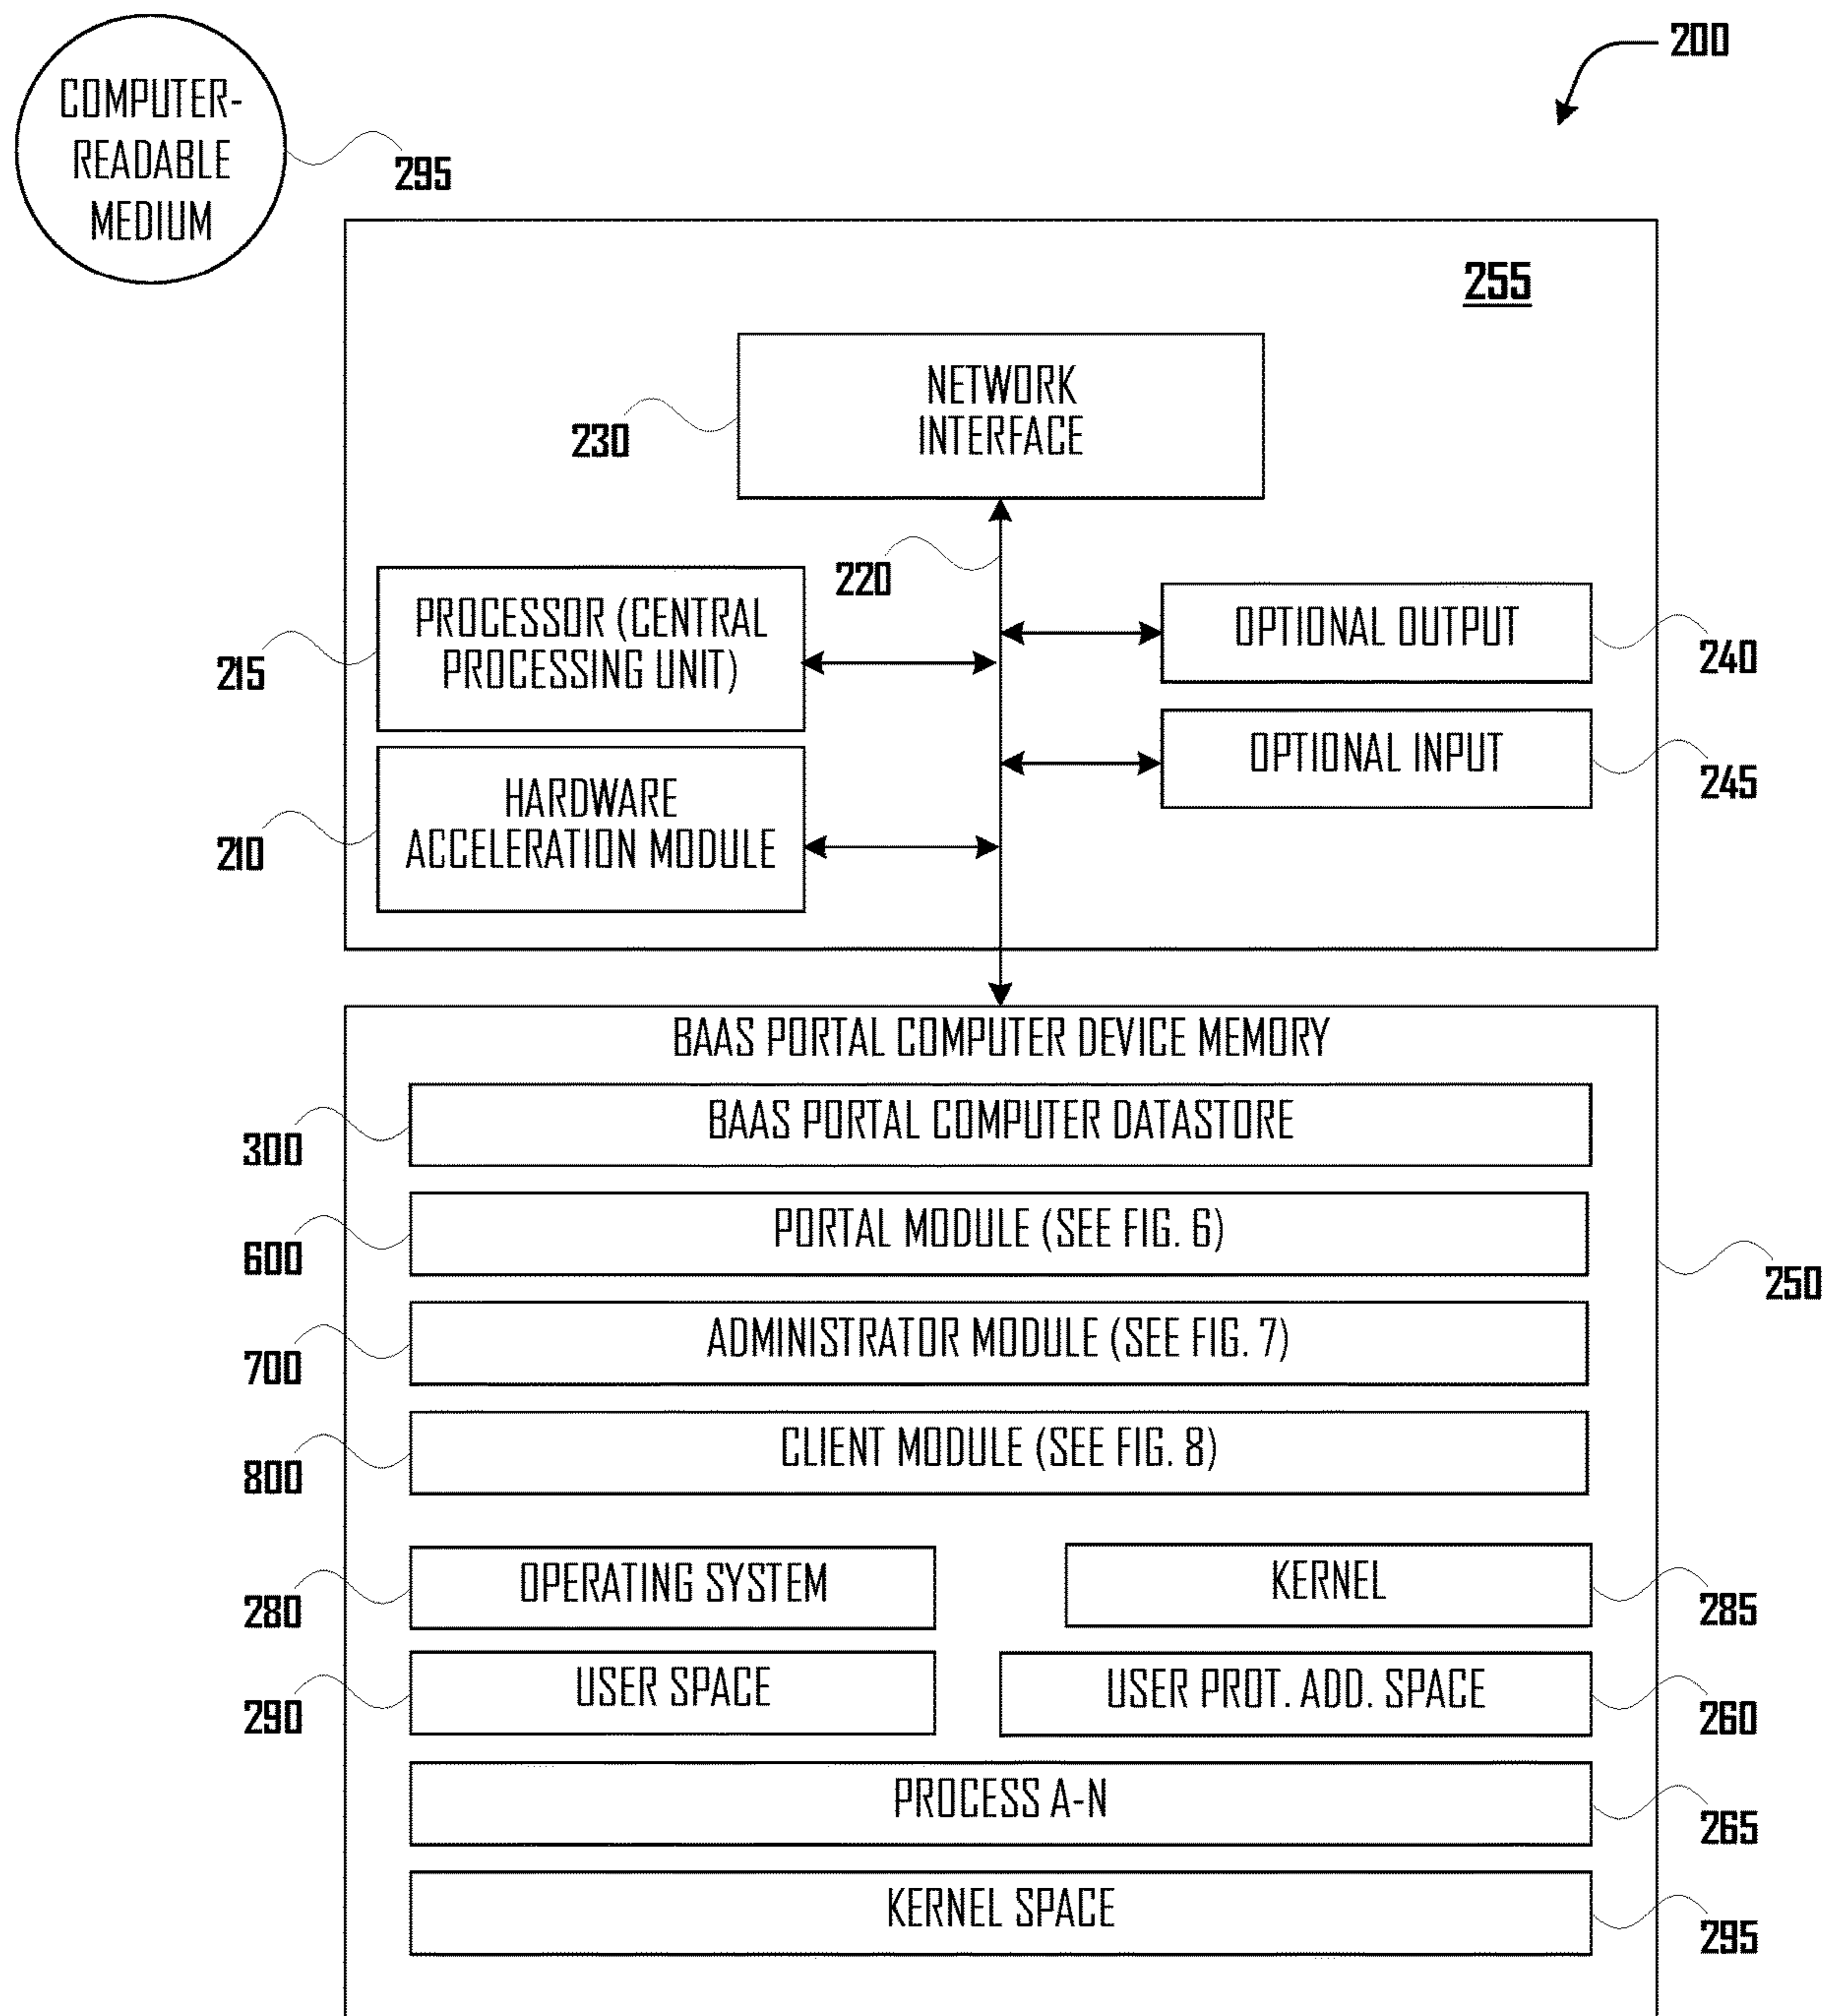 200
COMPUTER-
READABLE
MEDIUM
295
255
NETWORK
INTERFACE
230
220
PROCESSOR (CENTRAL
PROCESSING UNIT)
215
OPTIONAL OUTPUT
240
OPTIONAL INPUT
245
HARDWARE
ACCELERATION MODULE
210
BAAS PORTAL COMPUTER DEVICE MEMORY
BAAS PORTAL COMPUTER DATASTORE
300
PORTAL MODULE (SEE FIG. 6)
600
250
ADMINISTRATOR MODULE (SEE FIG. 7)
700
CLIENT MODULE (SEE FIG. 8)
800
OPERATING SYSTEM
280
KERNEL
285
USER SPACE
290
USER PROT. ADD. SPACE
260
PROCESS A-N
265
KERNEL SPACE
295